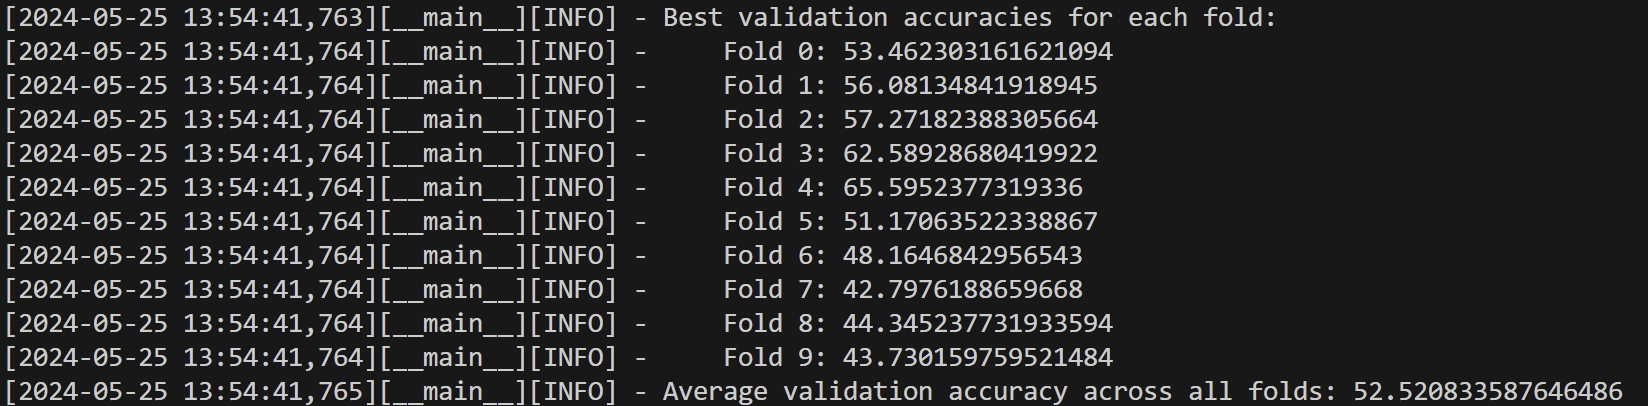 [2024-05-25 13:54:41,763][__main__][INFO] - Best validation accuracies for each fold:
[2024-05-25 13:54:41,764][__main__][INFO] -     Fold 0: 53.462303161621094
[2024-05-25 13:54:41,764][__main__][INFO] -     Fold 1: 56.08134841918945
[2024-05-25 13:54:41,764][__main__][INFO] -     Fold 2: 57.27182388305664
[2024-05-25 13:54:41,764][__main__][INFO] -     Fold 3: 62.58928680419922
[2024-05-25 13:54:41,764][__main__][INFO] -     Fold 4: 65.5952377319336
[2024-05-25 13:54:41,764][__main__][INFO] -     Fold 5: 51.17063522338867
[2024-05-25 13:54:41,764][__main__][INFO] -     Fold 6: 48.1646842956543
[2024-05-25 13:54:41,764][__main__][INFO] -     Fold 7: 42.7976188659668
[2024-05-25 13:54:41,764][__main__][INFO] -     Fold 8: 44.345237731933594
[2024-05-25 13:54:41,764][__main__][INFO] -     Fold 9: 43.730159759521484
[2024-05-25 13:54:41,765][__main__][INFO] - Average validation accuracy across all folds: 52.520833587646486